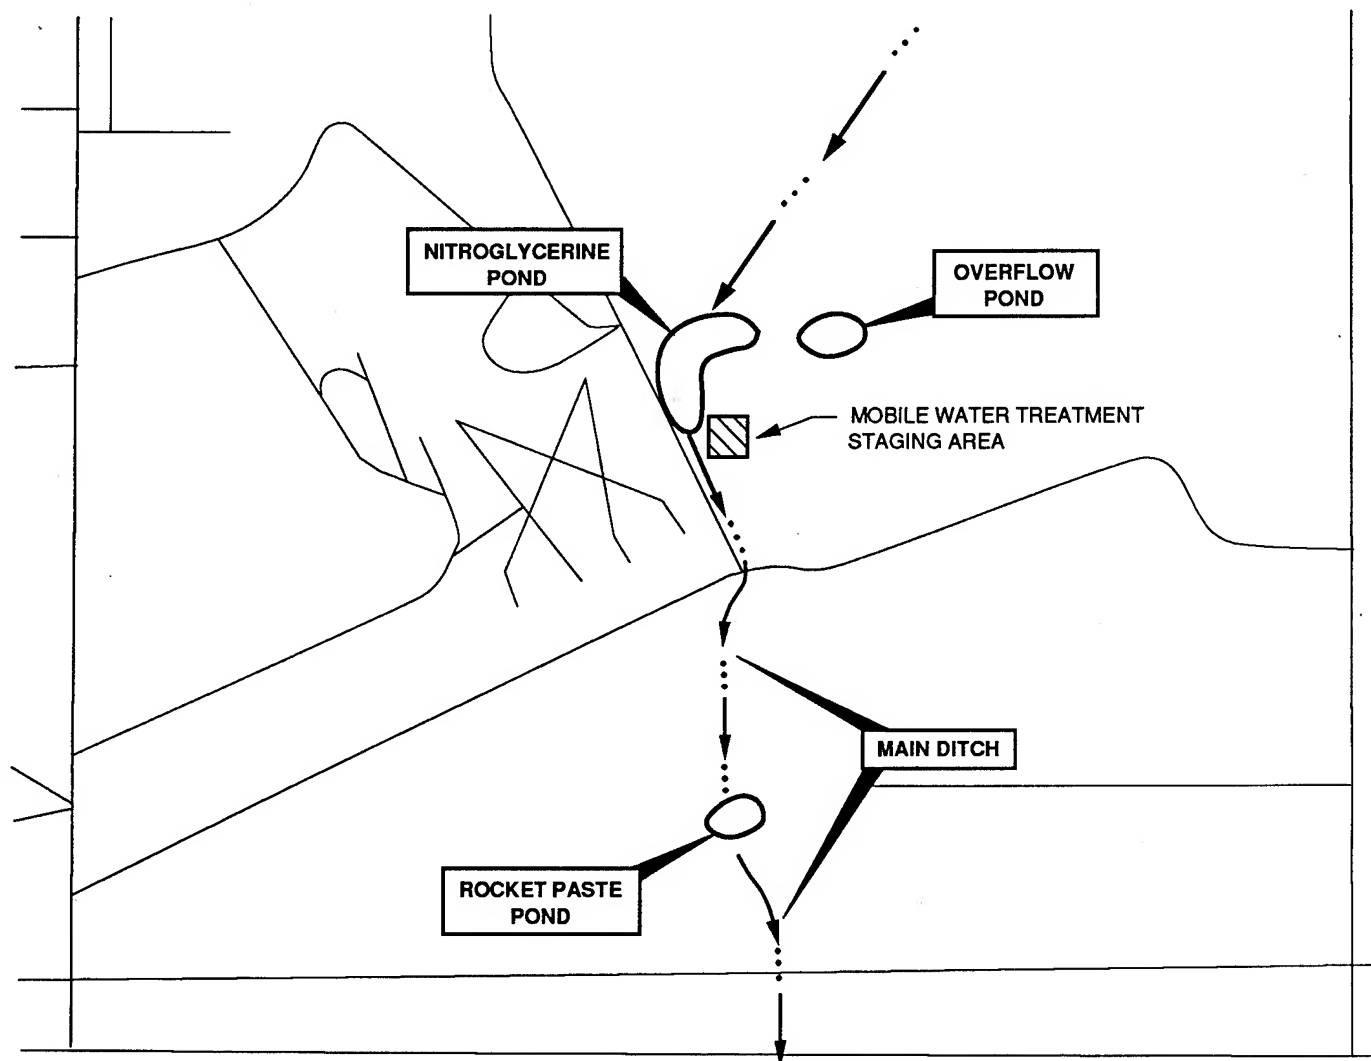 NITROGLYCERINE
POND
OVERFLOW
POND
MOBILE WATER TREATMENT
STAGING AREA
MAIN DITCH
ROCKET PASTE
POND